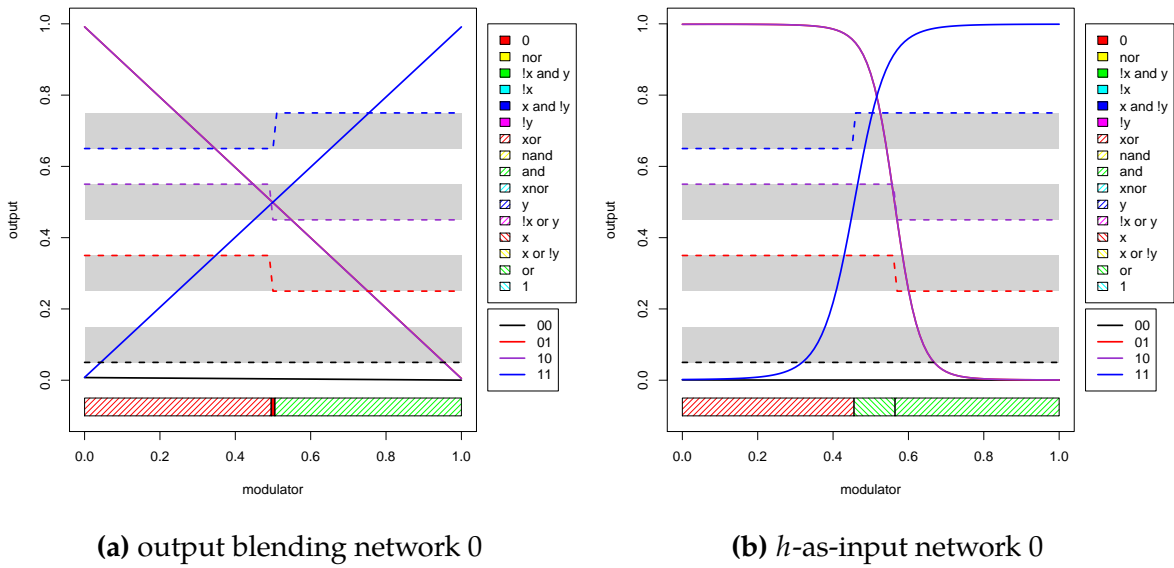 1.0
0.8
0.6
0.4
0.2
0.0
output
0.0 0.2 0.4 0.6 0.8 1.0
modulator
0
nor
!x and y
!x
x and !y
!y
xor
nand
and
xnor
y
!x or y
x
x or !y
or
1
00
01
10
11
(a) output blending network 0
1.0
0.8
0.6
0.4
0.2
0.0
output
0.0 0.2 0.4 0.6 0.8 1.0
modulator
0
nor
!x and y
!x
x and !y
!y
xor
nand
and
xnor
y
!x or y
x
x or !y
or
1
00
01
10
11
(b) h-as-input network 0